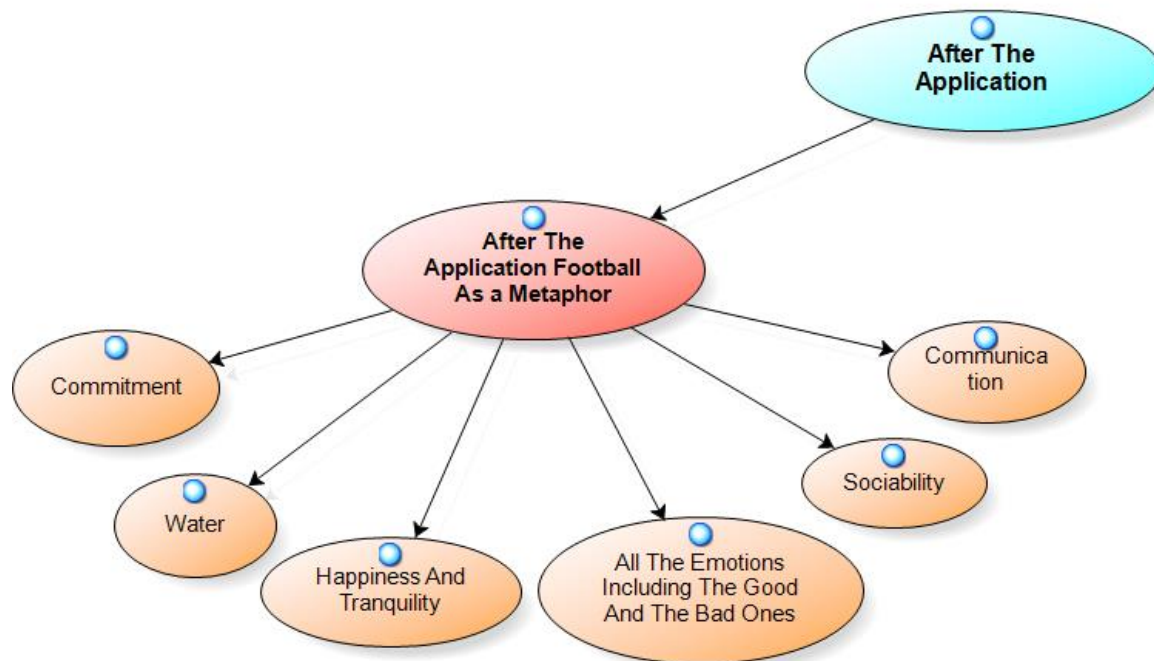 After The
Application
After The
Application Football
As a Metaphor
Commitment
Water
Happiness And
Tranquility
All The Emotions
Including The Good
And The Bad Ones
Sociability
Communica
tion